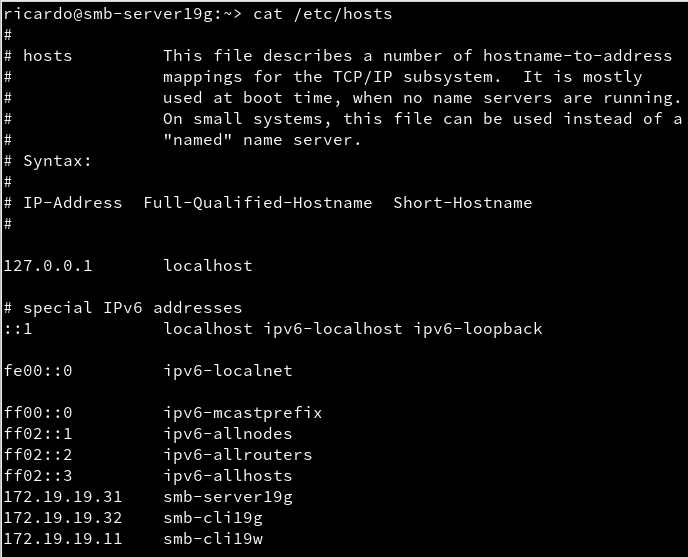 ricardo@smb-server19g:~> cat /etc/hosts
#
# hosts         This file describes a number of hostname-to-address
#               mappings for the TCP/IP subsystem.  It is mostly
#               used at boot time, when no name servers are running.
#               On small systems, this file can be used instead of a
#               "named" name server.
# Syntax:
#
# IP-Address  Full-Qualified-Hostname  Short-Hostname
#
127.0.0.1       localhost
# special IPv6 addresses
::1             localhost ipv6-localhost ipv6-loopback
fe00::0         ipv6-localnet
ff00::0         ipv6-mcastprefix
ff02::1         ipv6-allnodes
ff02::2         ipv6-allrouters
ff02::3         ipv6-allhosts
172.19.19.31    smb-server19g
172.19.19.32    smb-cli19g
172.19.19.11    smb-cli19w